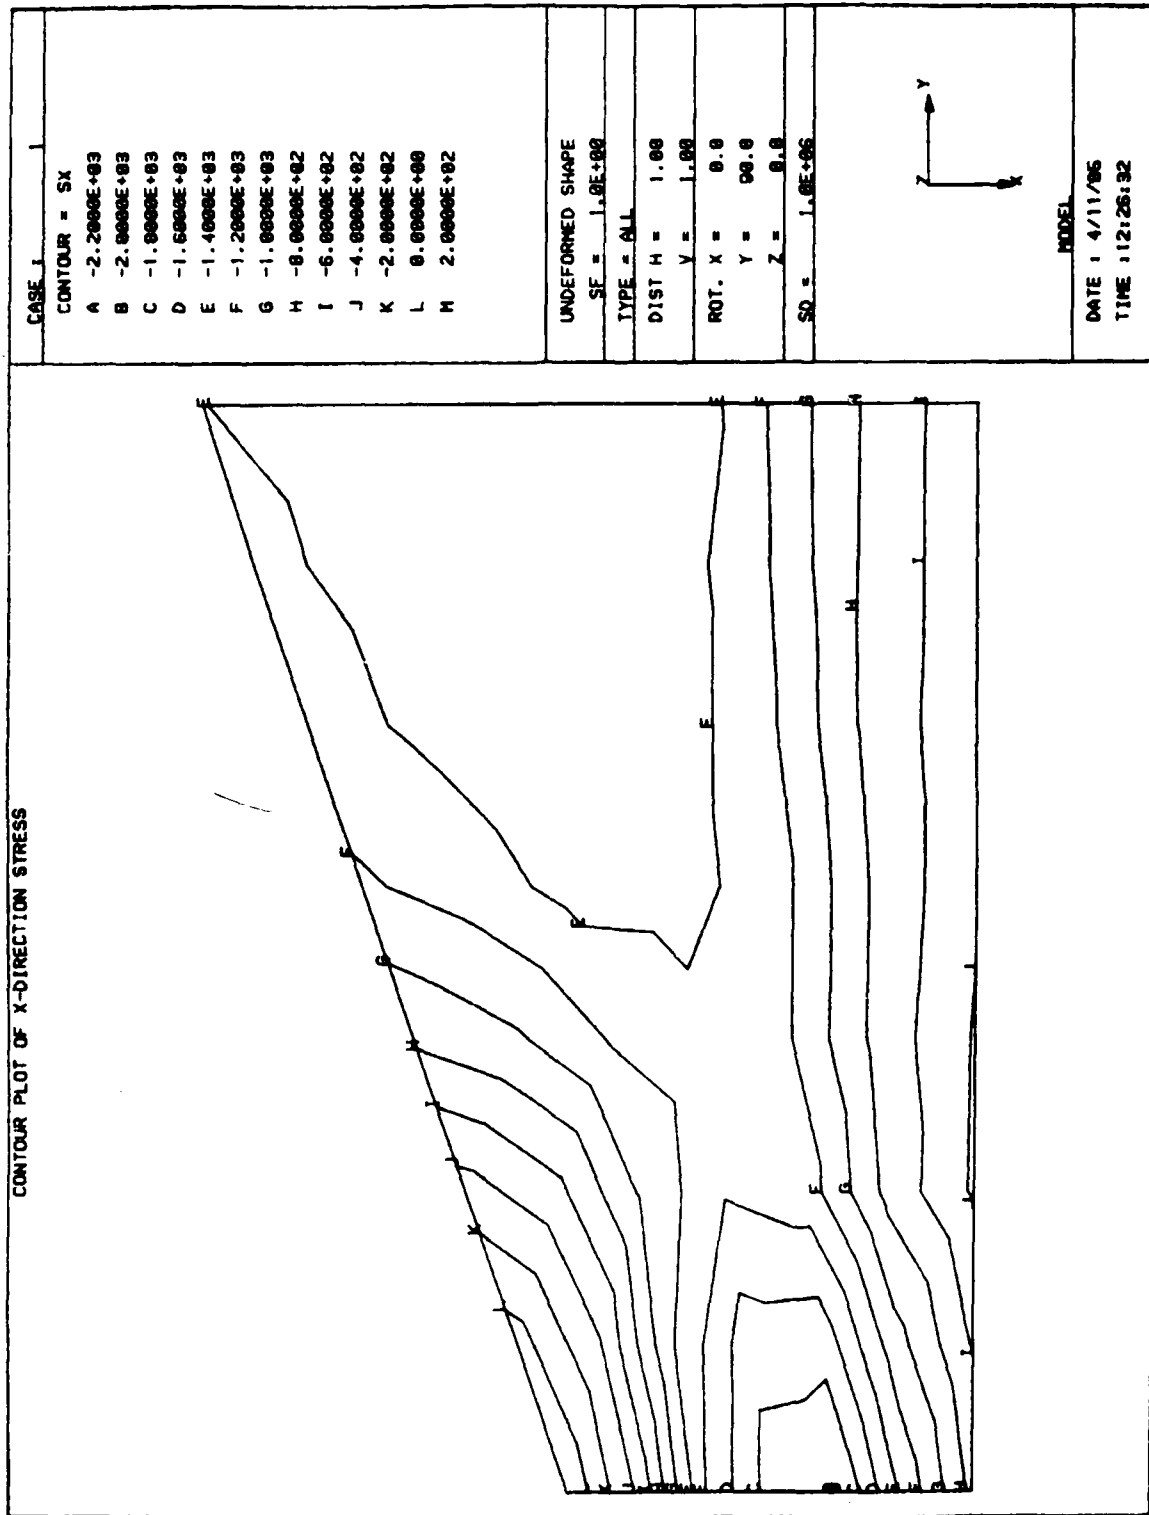 CONTOUR PLOT OF X-DIRECTION STRESS
CASE : 1
CONTOUR = SX
A -2.2000E+03
B -2.0000E+03
C -1.8000E+03
D -1.6000E+03
E -1.4000E+03
F -1.2000E+03
G -1.0000E+03
H -8.0000E+02
I -6.0000E+02
J -4.0000E+02
K -2.0000E+02
L 0.0000E+00
M 2.0000E+02
UNDEFORMED SHAPE
SF = 1.0E+00
TYPE = ALL
DIST H = 1.00
V = 1.00
ROT. X = 0.0
Y = 90.0
Z = 0.0
SD = 1.0E+06
Z
Y
X
MODEL
DATE : 4/11/86
TIME :12:26:32
F
G
H
I
J
K
L
E
E
F
G
H
H
I
F
G